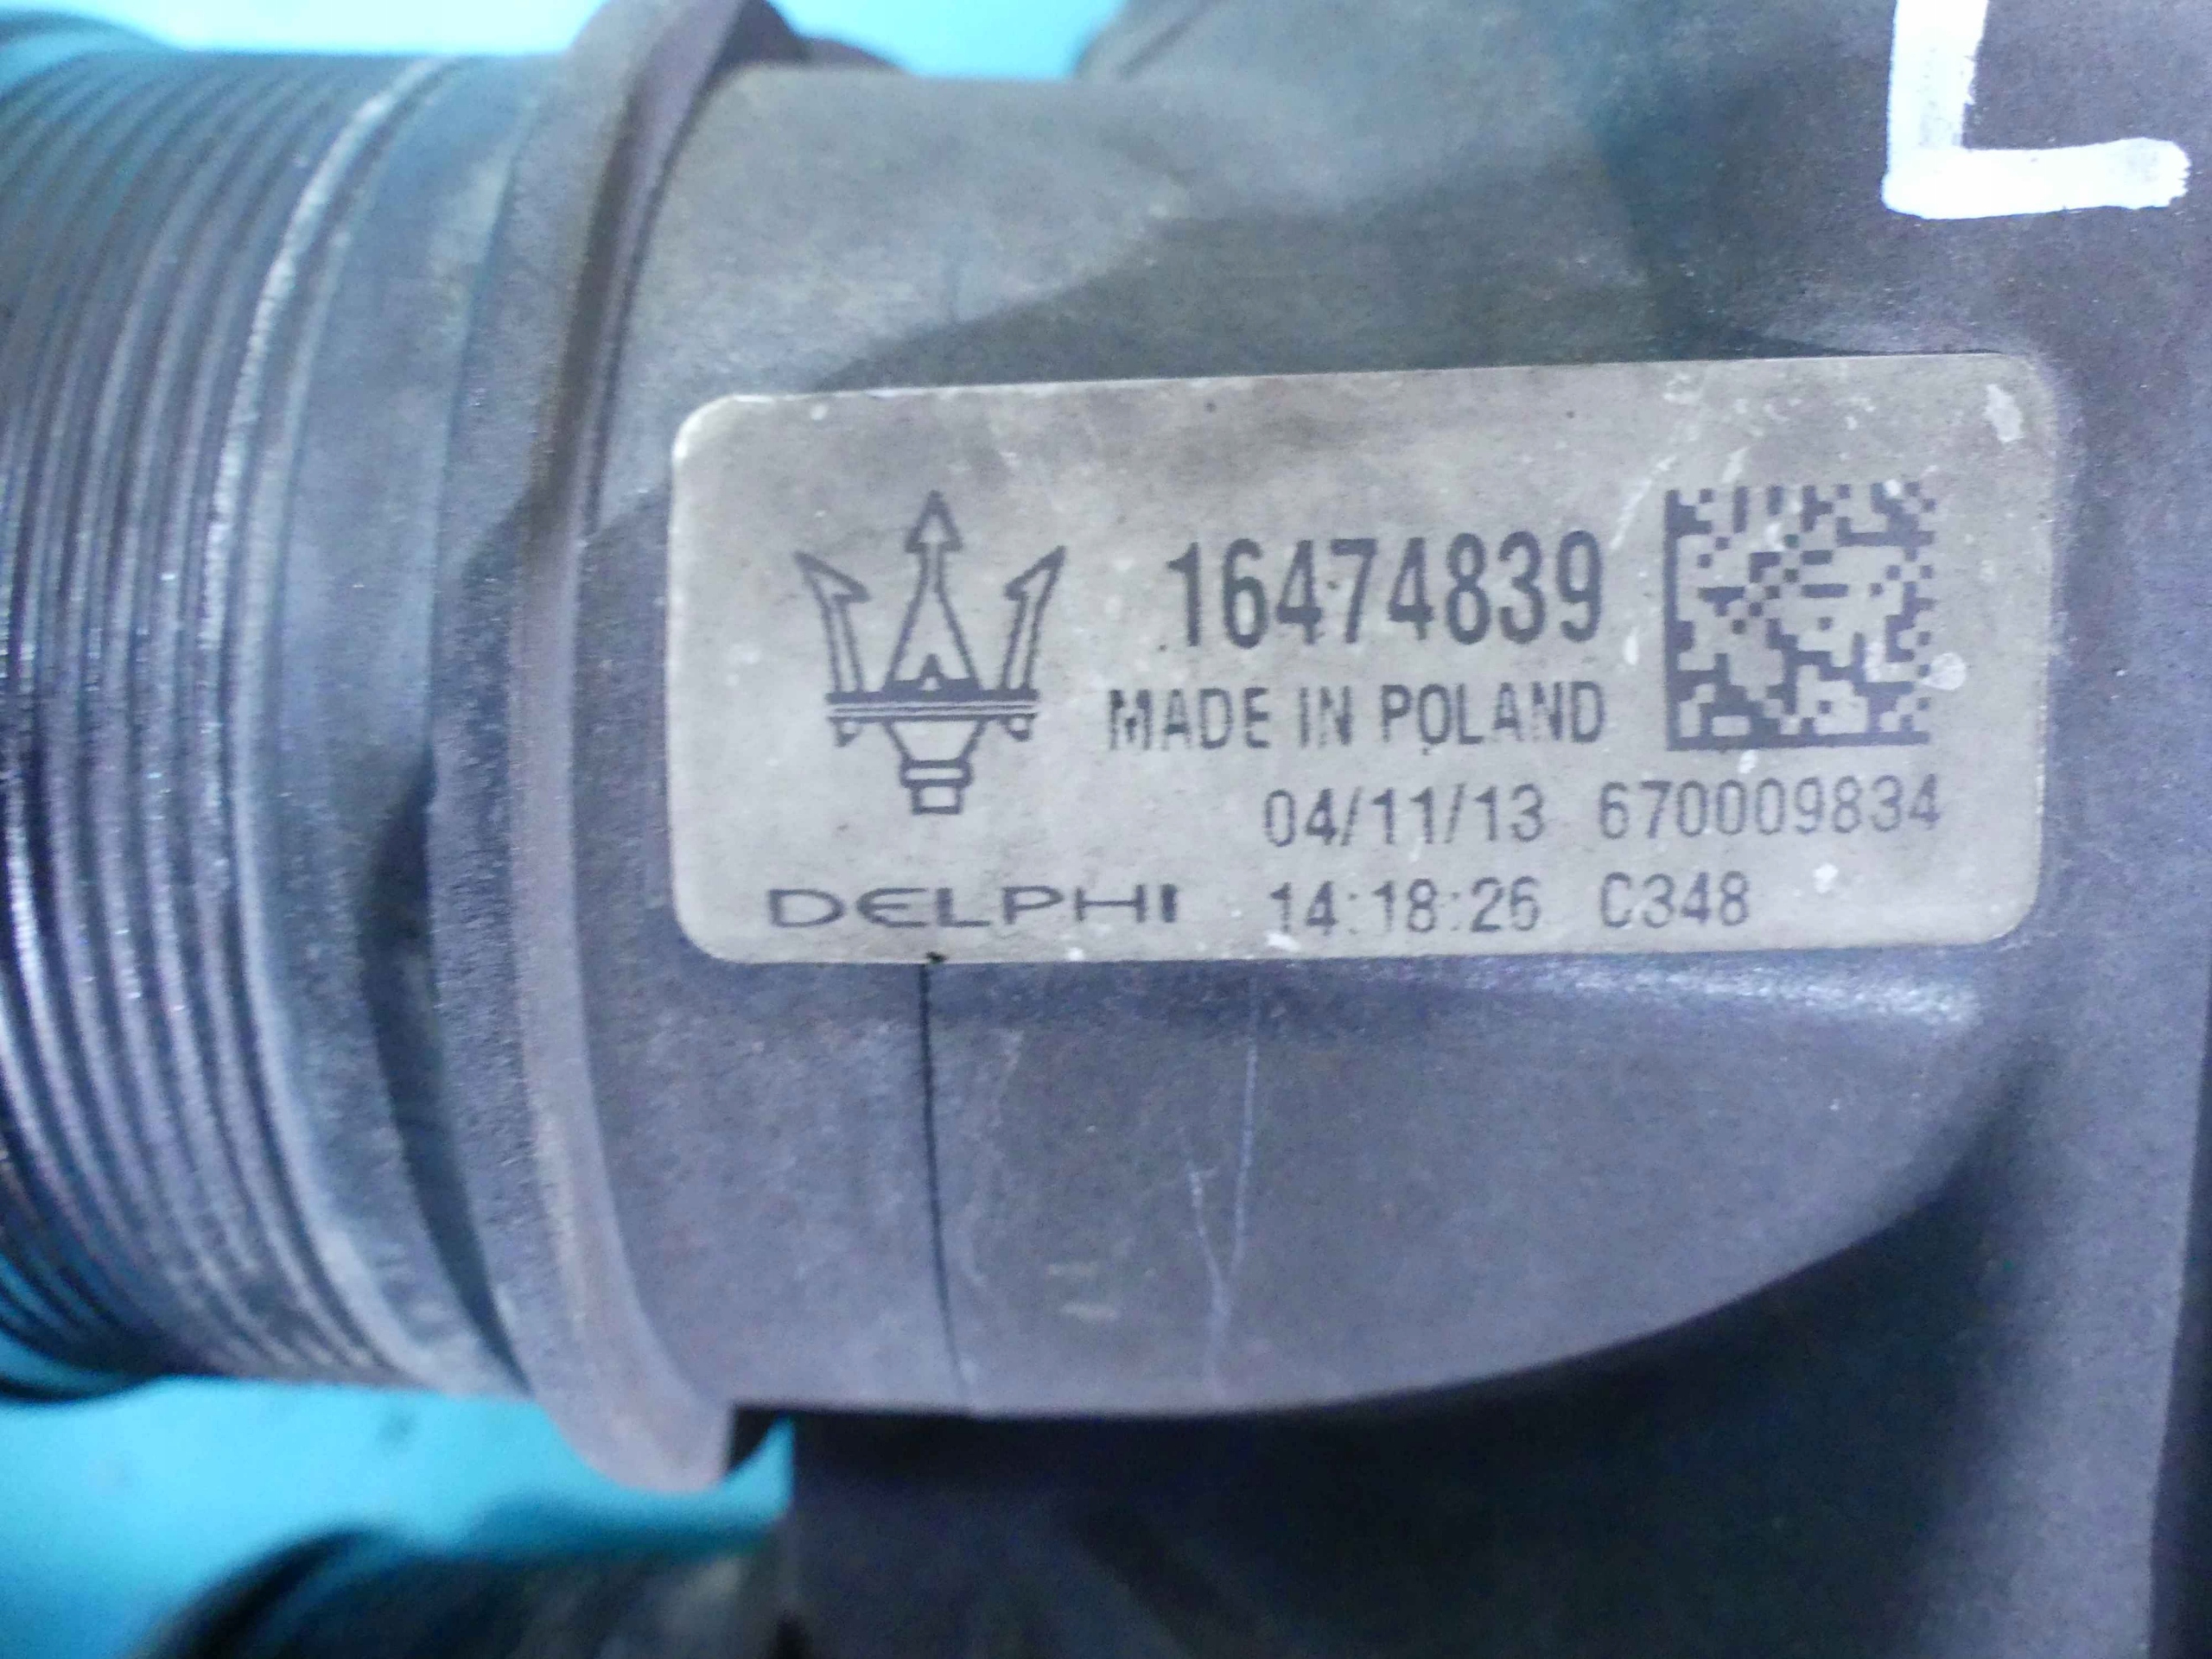 L
16474839
MADE IN POLAND
04/11/13 670009834
DELPHI 14:18:26 C348